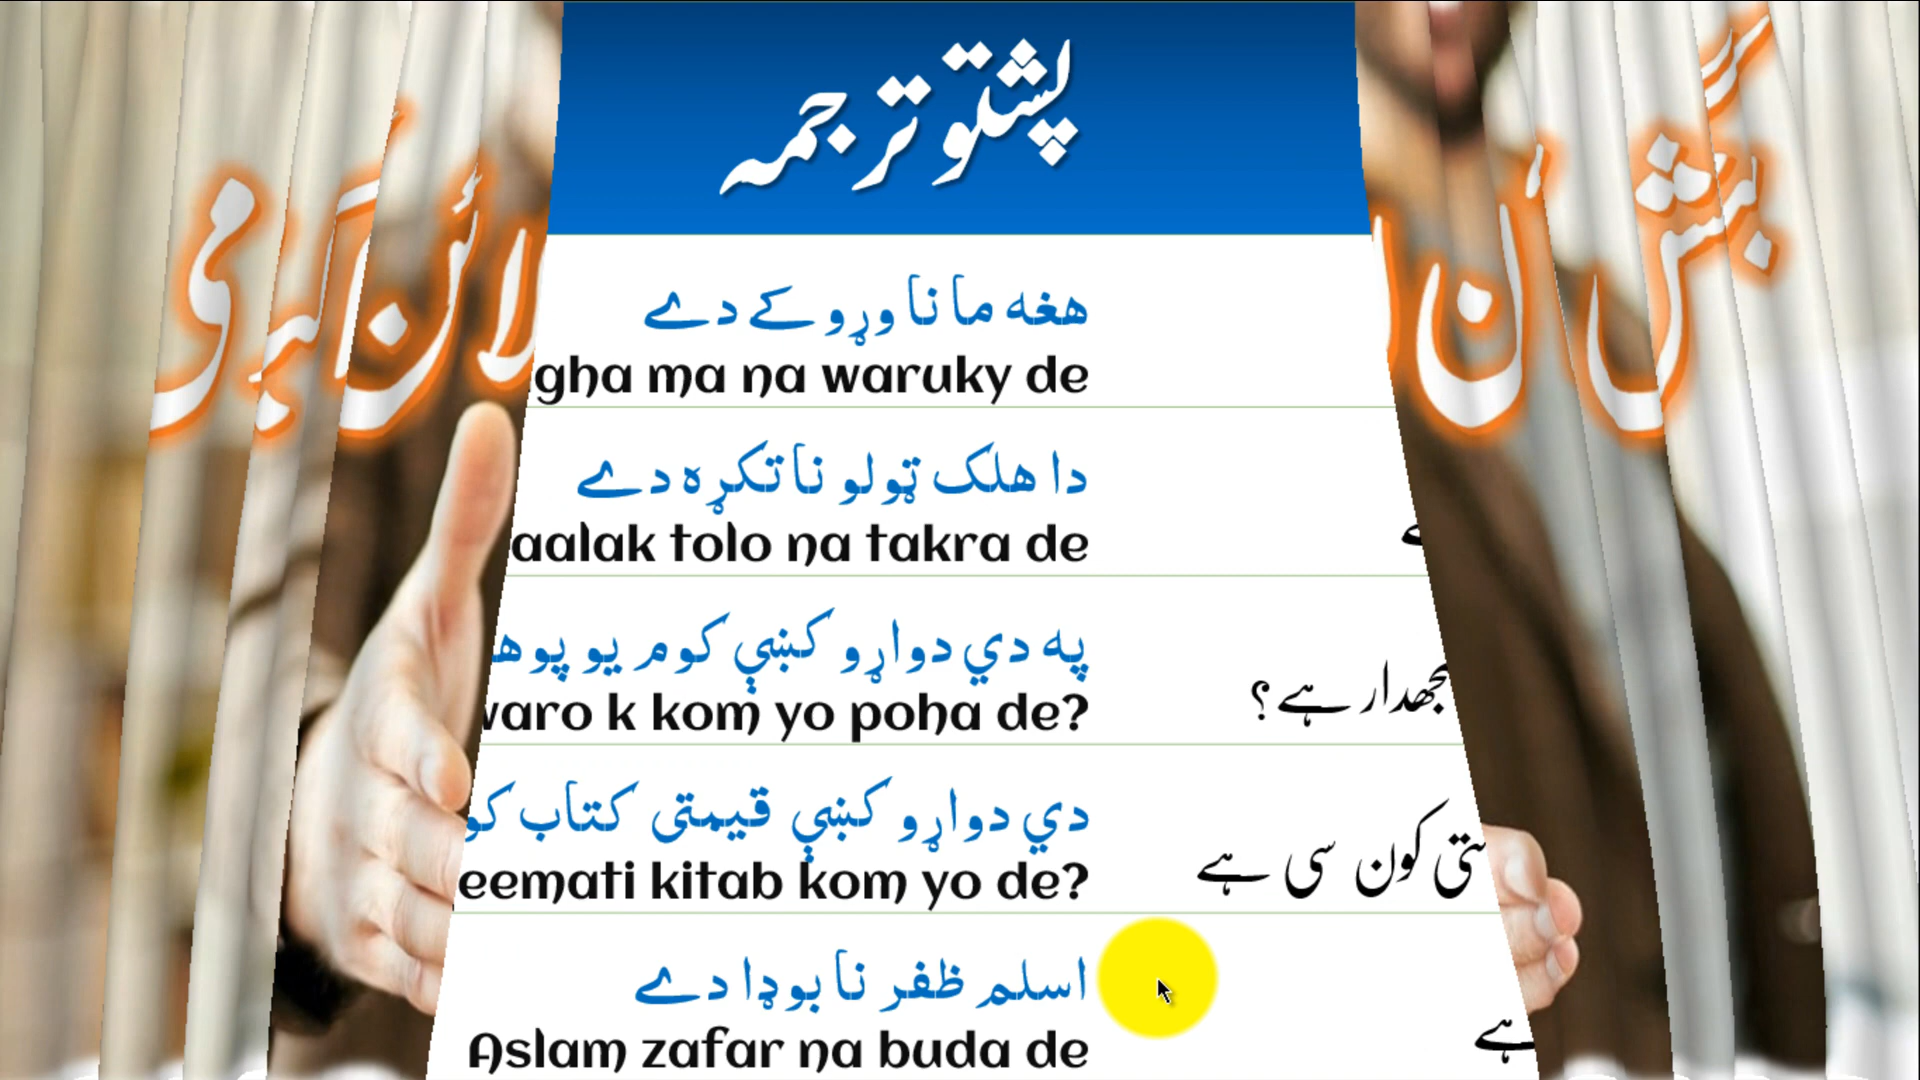 پشتو ترجمہ
هغه ما نا وړوکے دے
gha ma na waruky de
دا هلک ټولو نا تکړه دے
aalak tolo na takra de
په دي دواړو کښې کوم یو پوه
waro k kom yo poha de?
جھدار ہے؟
دي دواړو کښې قیمتی کتاب کو
eemati kitab kom yo de?
کون سی ہے
اسلم ظفر نا بوډا دے
Aslam zafar na buda de
ہے